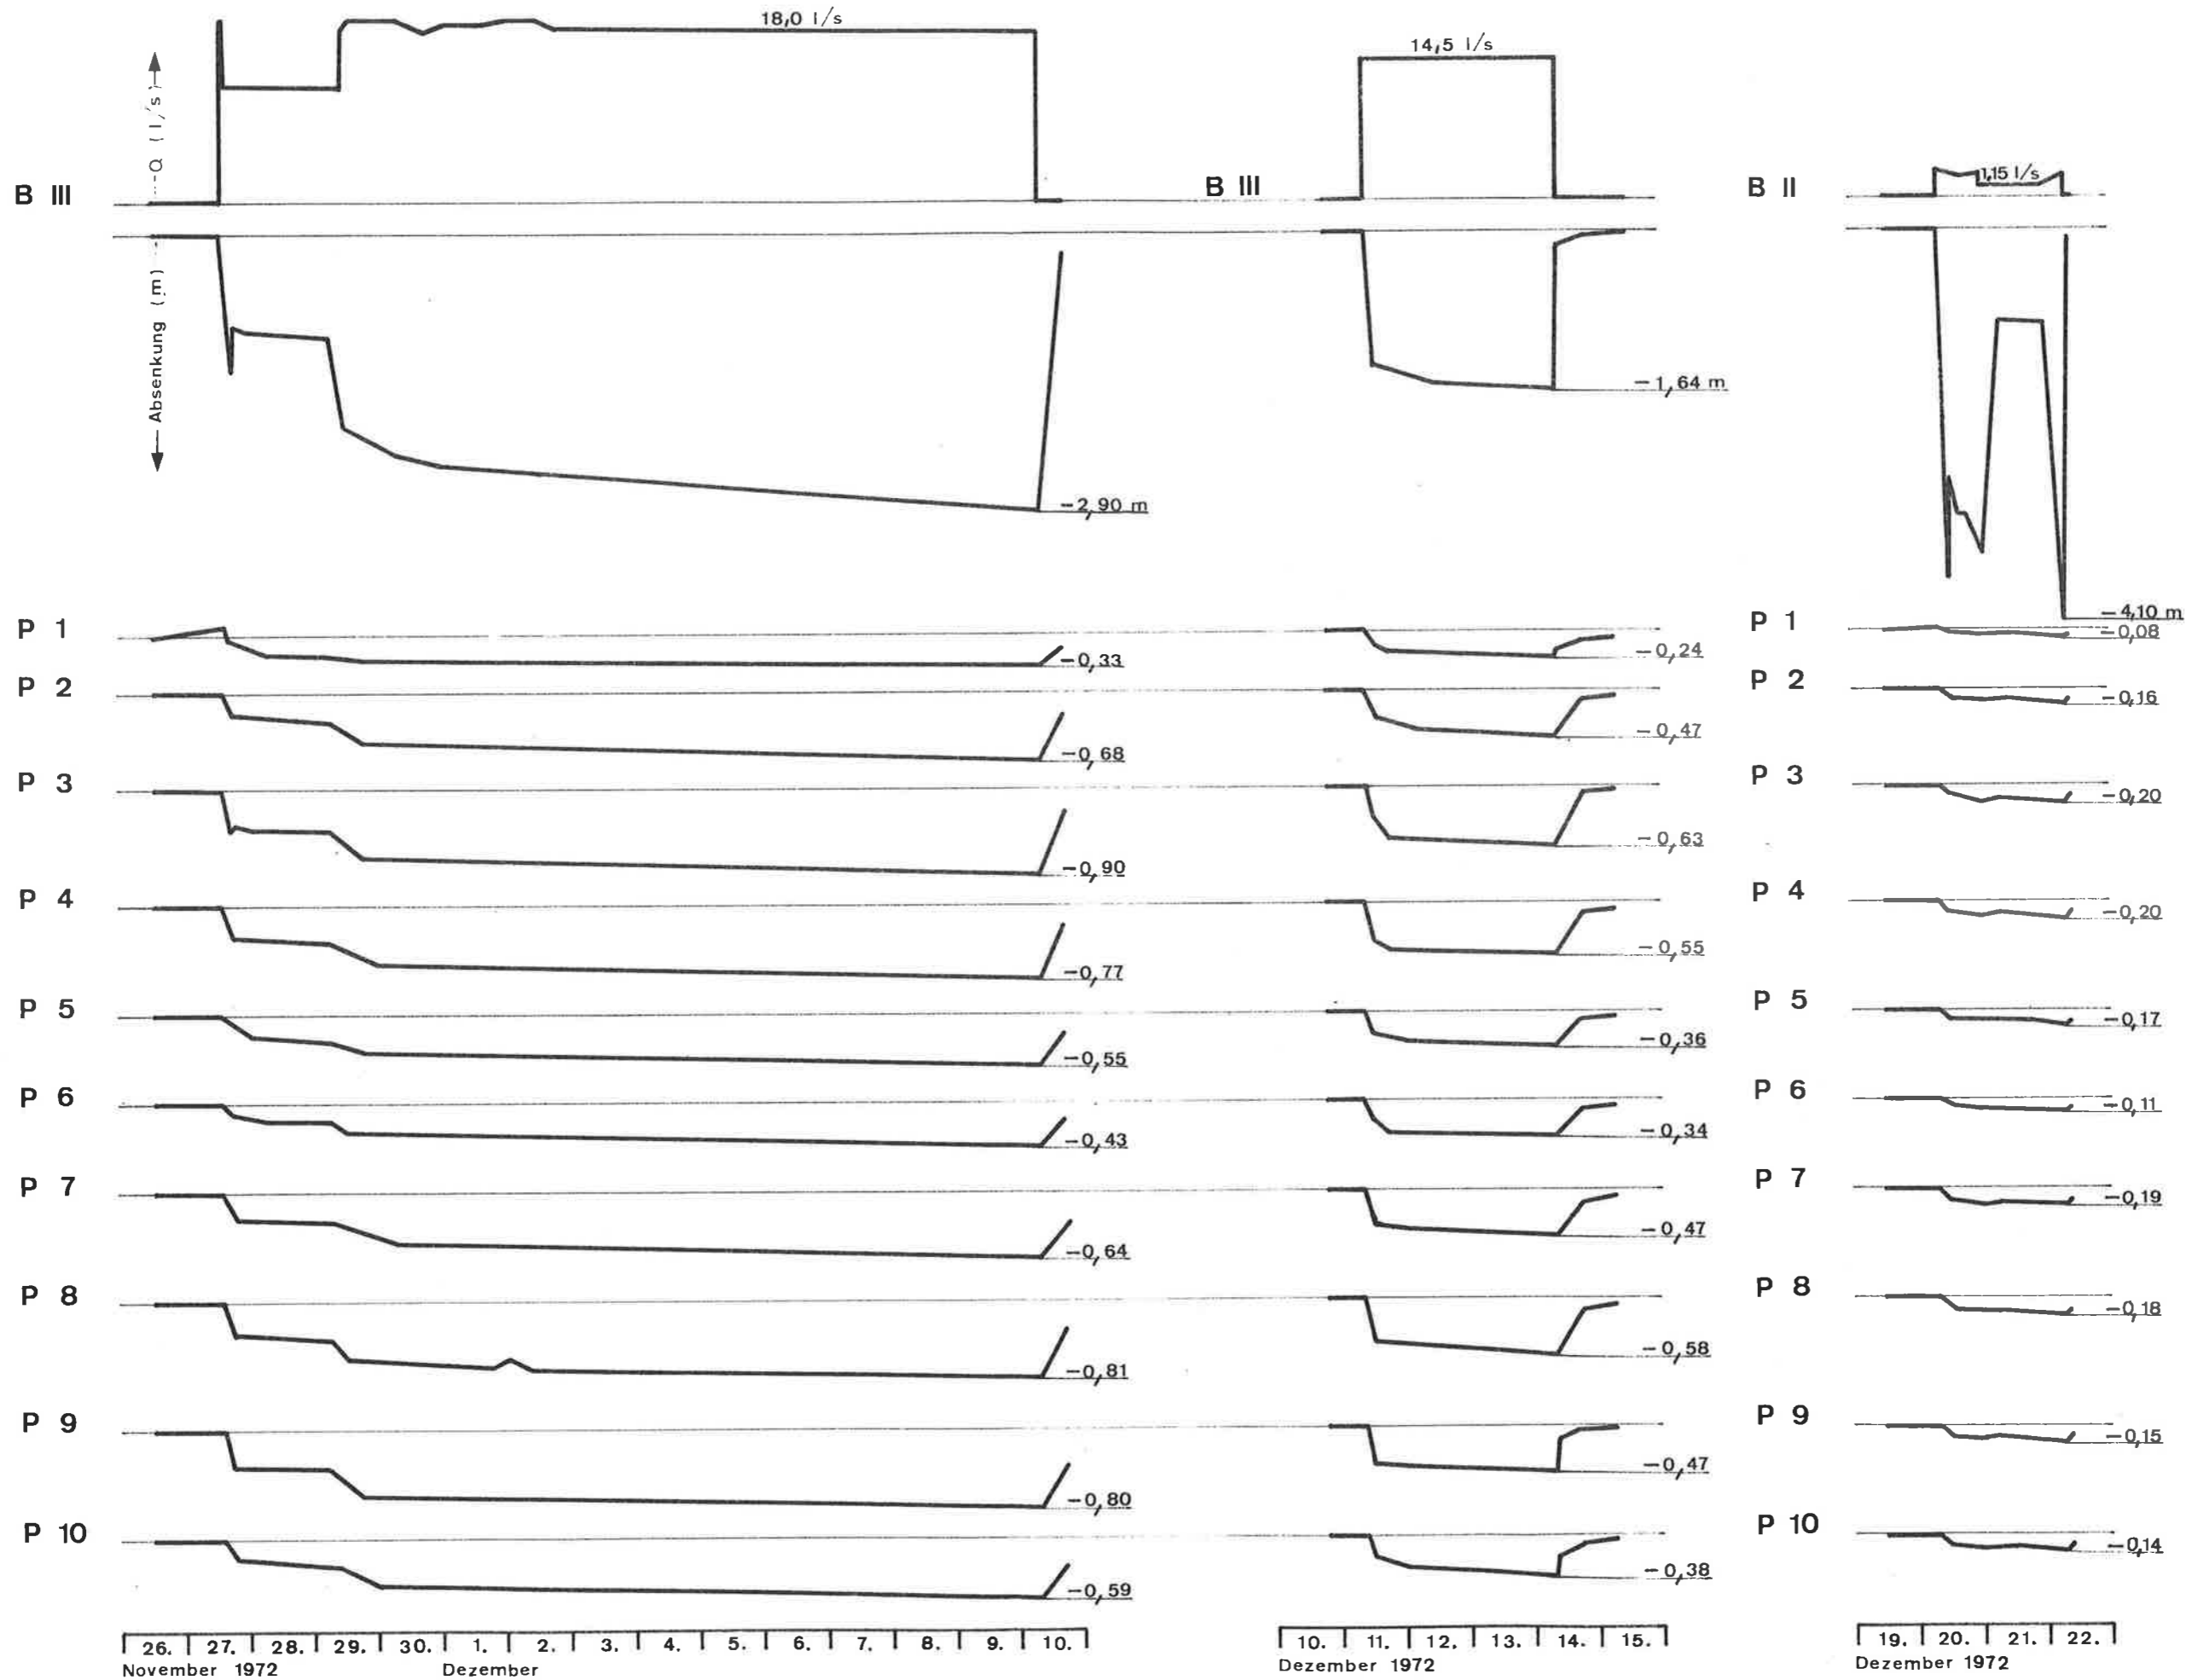 18,0 l/s
14,5 l/s
1,15 l/s
Q ( l/s )
B III
B III
B II
Absenkung (m)
−1,64 m
−2,90 m
−4,10 m
P 1
−0,33
−0,24
P 1
−0,08
P 2
−0,68
−0,47
P 2
−0,16
P 3
−0,90
−0,63
P 3
−0,20
P 4
−0,77
−0,55
P 4
−0,20
P 5
−0,55
−0,36
P 5
−0,17
P 6
−0,43
−0,34
P 6
−0,11
P 7
−0,64
−0,47
P 7
−0,19
P 8
−0,81
−0,58
P 8
−0,18
P 9
−0,80
−0,47
P 9
−0,15
P 10
−0,59
−0,38
P 10
−0,14
26. 27. 28. 29. 30. 1. 2. 3. 4. 5. 6. 7. 8. 9. 10.
November 1972 Dezember
10. 11. 12. 13. 14. 15.
Dezember 1972
19. 20. 21. 22.
Dezember 1972